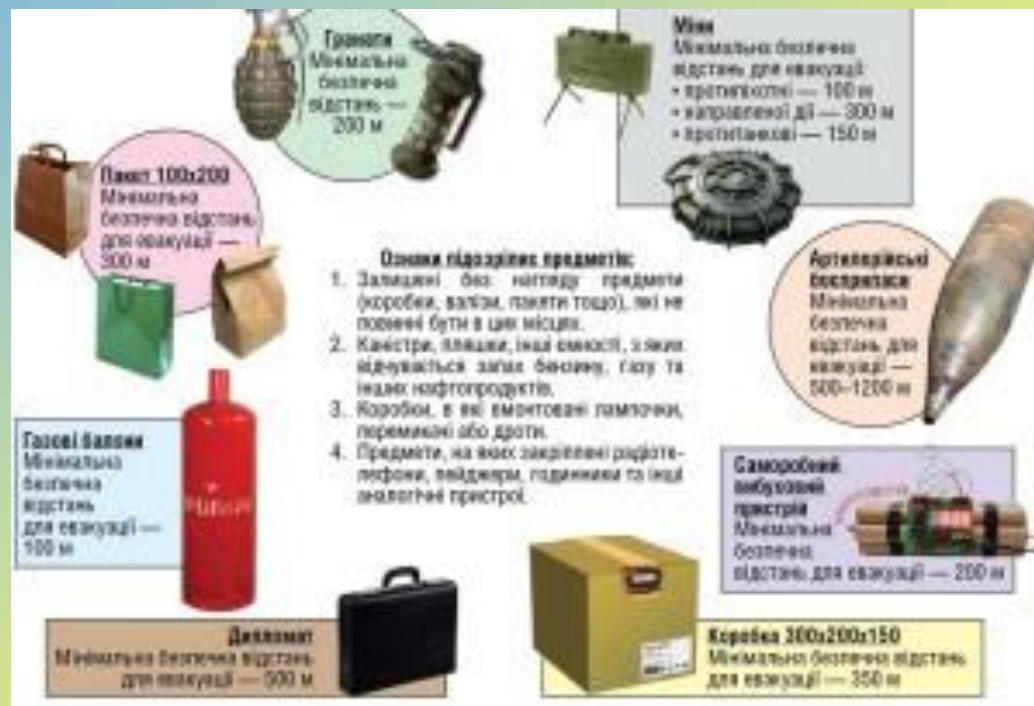 Гранати
Мінімальна
безпечна
відстань —
200 м
Міни
Мінімальна безпечна
відстань для евакуації:
• протипіхотні — 100 м
• направленої дії — 300 м
• протитанкові — 150 м
Пакет 100х200
Мінімальна
безпечна відстань
для евакуації —
300 м
Ознаки підозрілих предметів:
1. Залишені без нагляду предмети
(коробки, валізи, пакети тощо), які не
повинні бути в цих місцях.
2. Каністри, пляшки, інші ємності, з яких
відчувається запах бензину, газу та
інших нафтопродуктів.
3. Коробки, в які вмонтовані лампочки,
перемикачі або дроти.
4. Предмети, на яких закріплені радіоте-
лефони, пейджери, годинники та інші
аналогічні пристрої.
Артилерійські
боєприпаси
Мінімальна
безпечна
відстань для
евакуації —
500–1200 м
Газові балони
Мінімальна
безпечна
відстань
для евакуації —
100 м
Саморобний
вибуховий
пристрій
Мінімальна
безпечна
відстань для евакуації — 200 м
Дипломат
Мінімальна безпечна відстань
для евакуації — 500 м
Коробка 300х200х150
Мінімальна безпечна відстань
для евакуації — 350 м